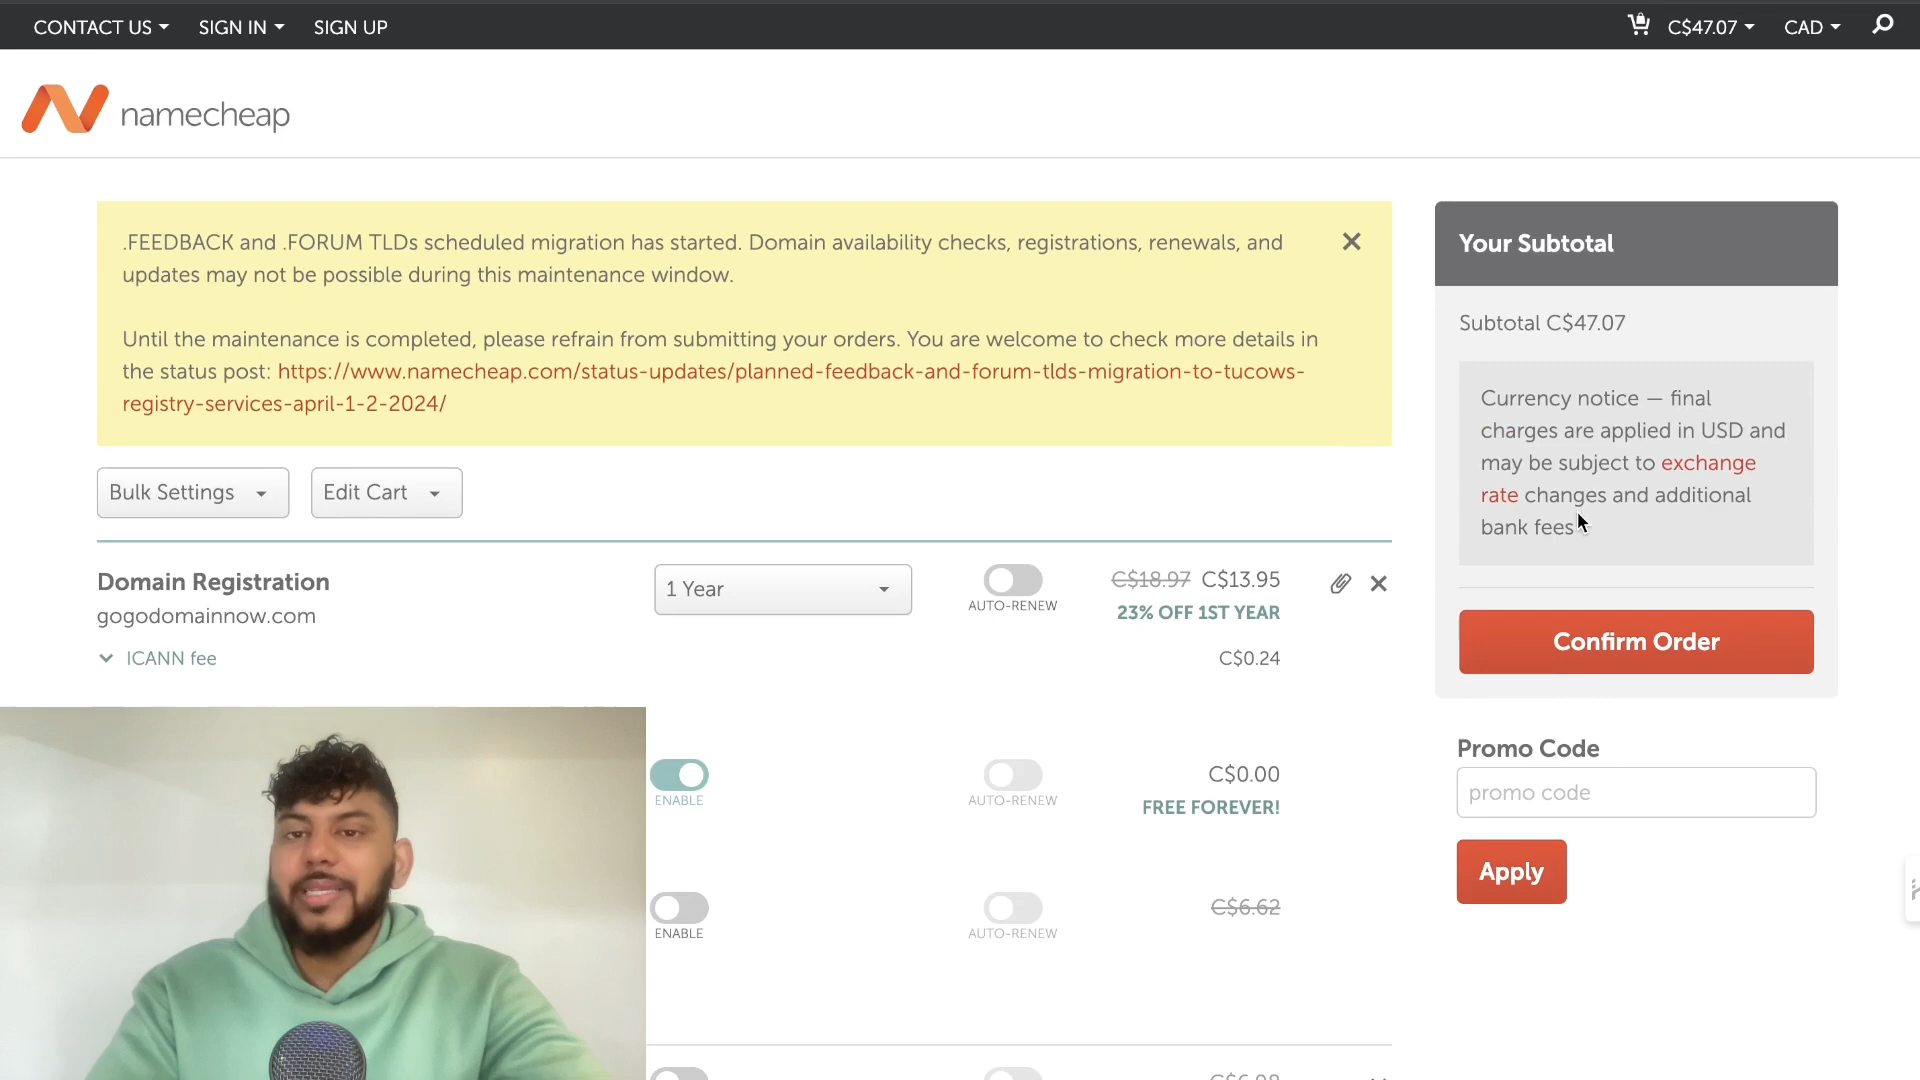 CONTACT US SIGN IN SIGN UP C$47.07 CAD
namecheap
.FEEDBACK and .FORUM TLDs scheduled migration has started. Domain availability checks, registrations, renewals, and
updates may not be possible during this maintenance window.
Until the maintenance is completed, please refrain from submitting your orders. You are welcome to check more details in
the status post: https://www.namecheap.com/status-updates/planned-feedback-and-forum-tlds-migration-to-tucows-
registry-services-april-1-2-2024/
Bulk Settings Edit Cart
Domain Registration
gogodomainnow.com
ICANN fee
1 Year
AUTO-RENEW
C$18.97 C$13.95
23% OFF 1ST YEAR
C$0.24
ENABLE
AUTO-RENEW
C$0.00
FREE FOREVER!
ENABLE
AUTO-RENEW
C$6.62
Your Subtotal
Subtotal C$47.07
Currency notice — final
charges are applied in USD and
may be subject to exchange
rate changes and additional
bank fees
Confirm Order
Promo Code
promo code
Apply